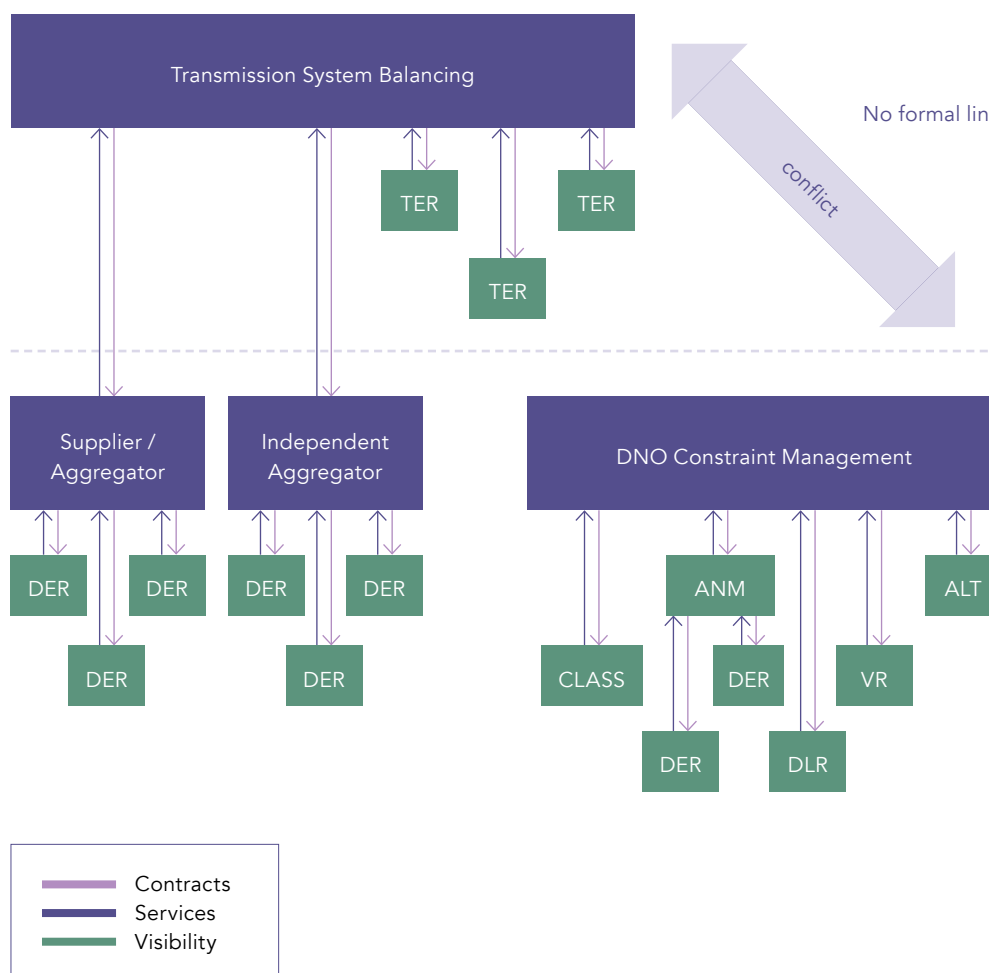 Transmission System Balancing
No formal lin
conflict
TER
TER
TER
Supplier /
Aggregator
Independent
Aggregator
DNO Constraint Management
DER
DER
DER
DER
ANM
ALT
DER
DER
CLASS
DER
VR
DER
DLR
Contracts
Services
Visibility